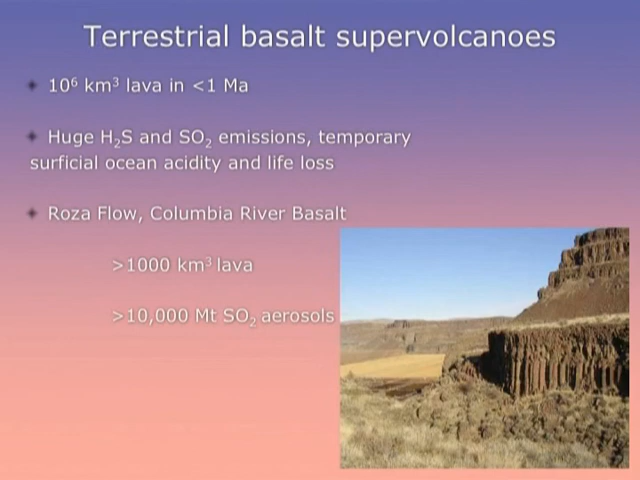 Terrestrial basalt supervolcanoes
10⁶ km³ lava in <1 Ma
Huge H₂S and SO₂ emissions, temporary
surficial ocean acidity and life loss
Roza Flow, Columbia River Basalt
>1000 km³ lava
>10,000 Mt SO₂ aerosols